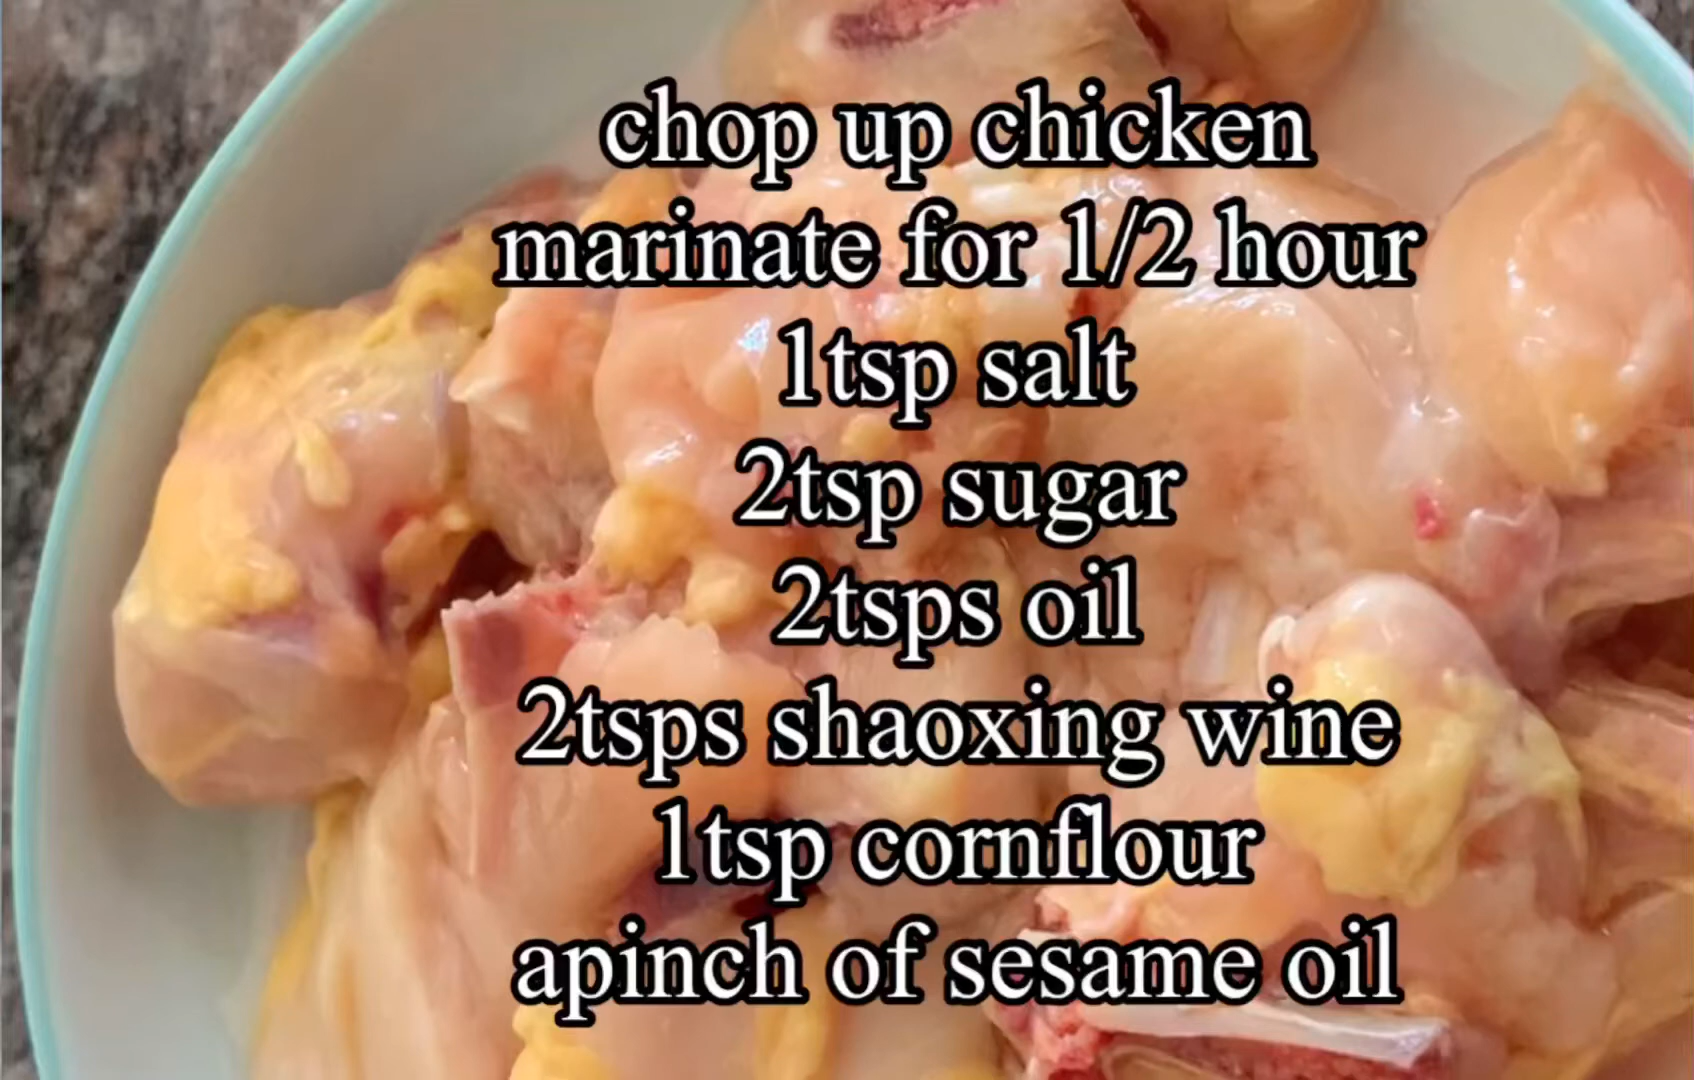 chop up chicken
marinate for 1/2 hour
1tsp salt
2tsp sugar
2tsps oil
2tsps shaoxing wine
1tsp cornflour
apinch of sesame oil